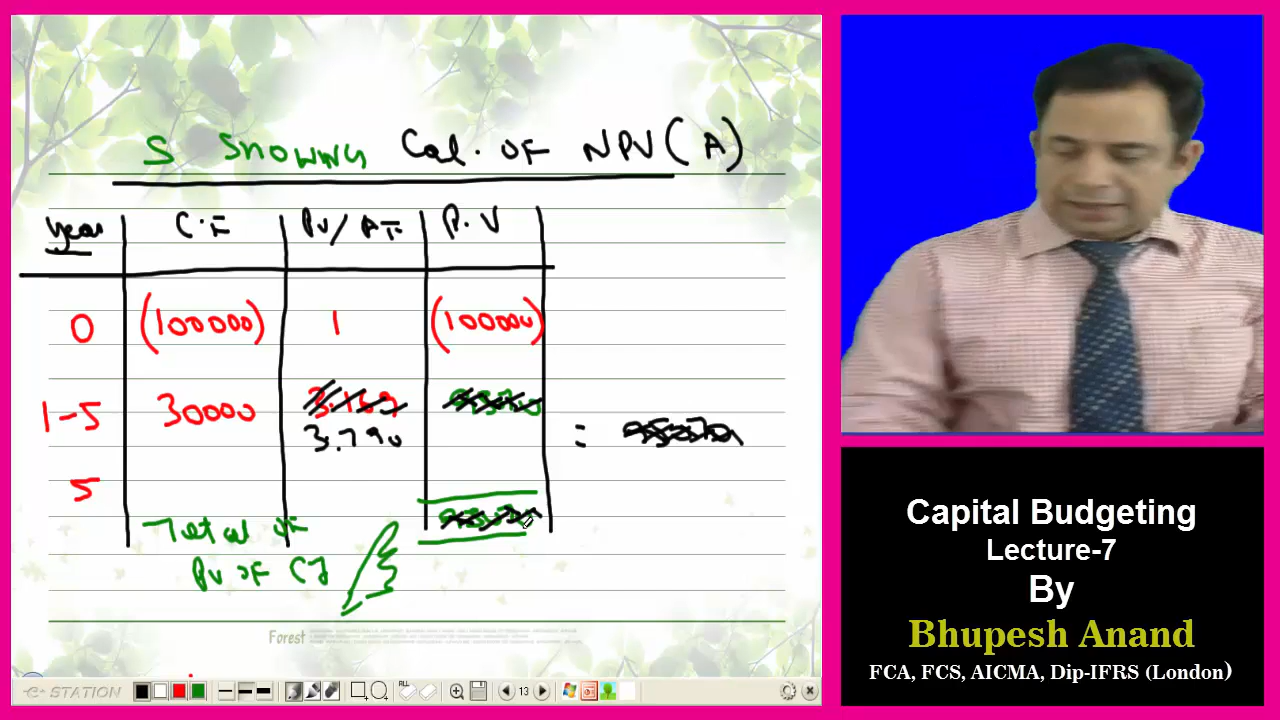 S Showing Cal. OF NPV (A)
year C.F PV/AF P.V
0 (100000) 1 (100000)
1-5 30000
3.790
=
5
Total of
PV OF CI
Forest
C-STATION
13
Capital Budgeting
Lecture-7
By
Bhupesh Anand
FCA, FCS, AICMA, Dip-IFRS (London)